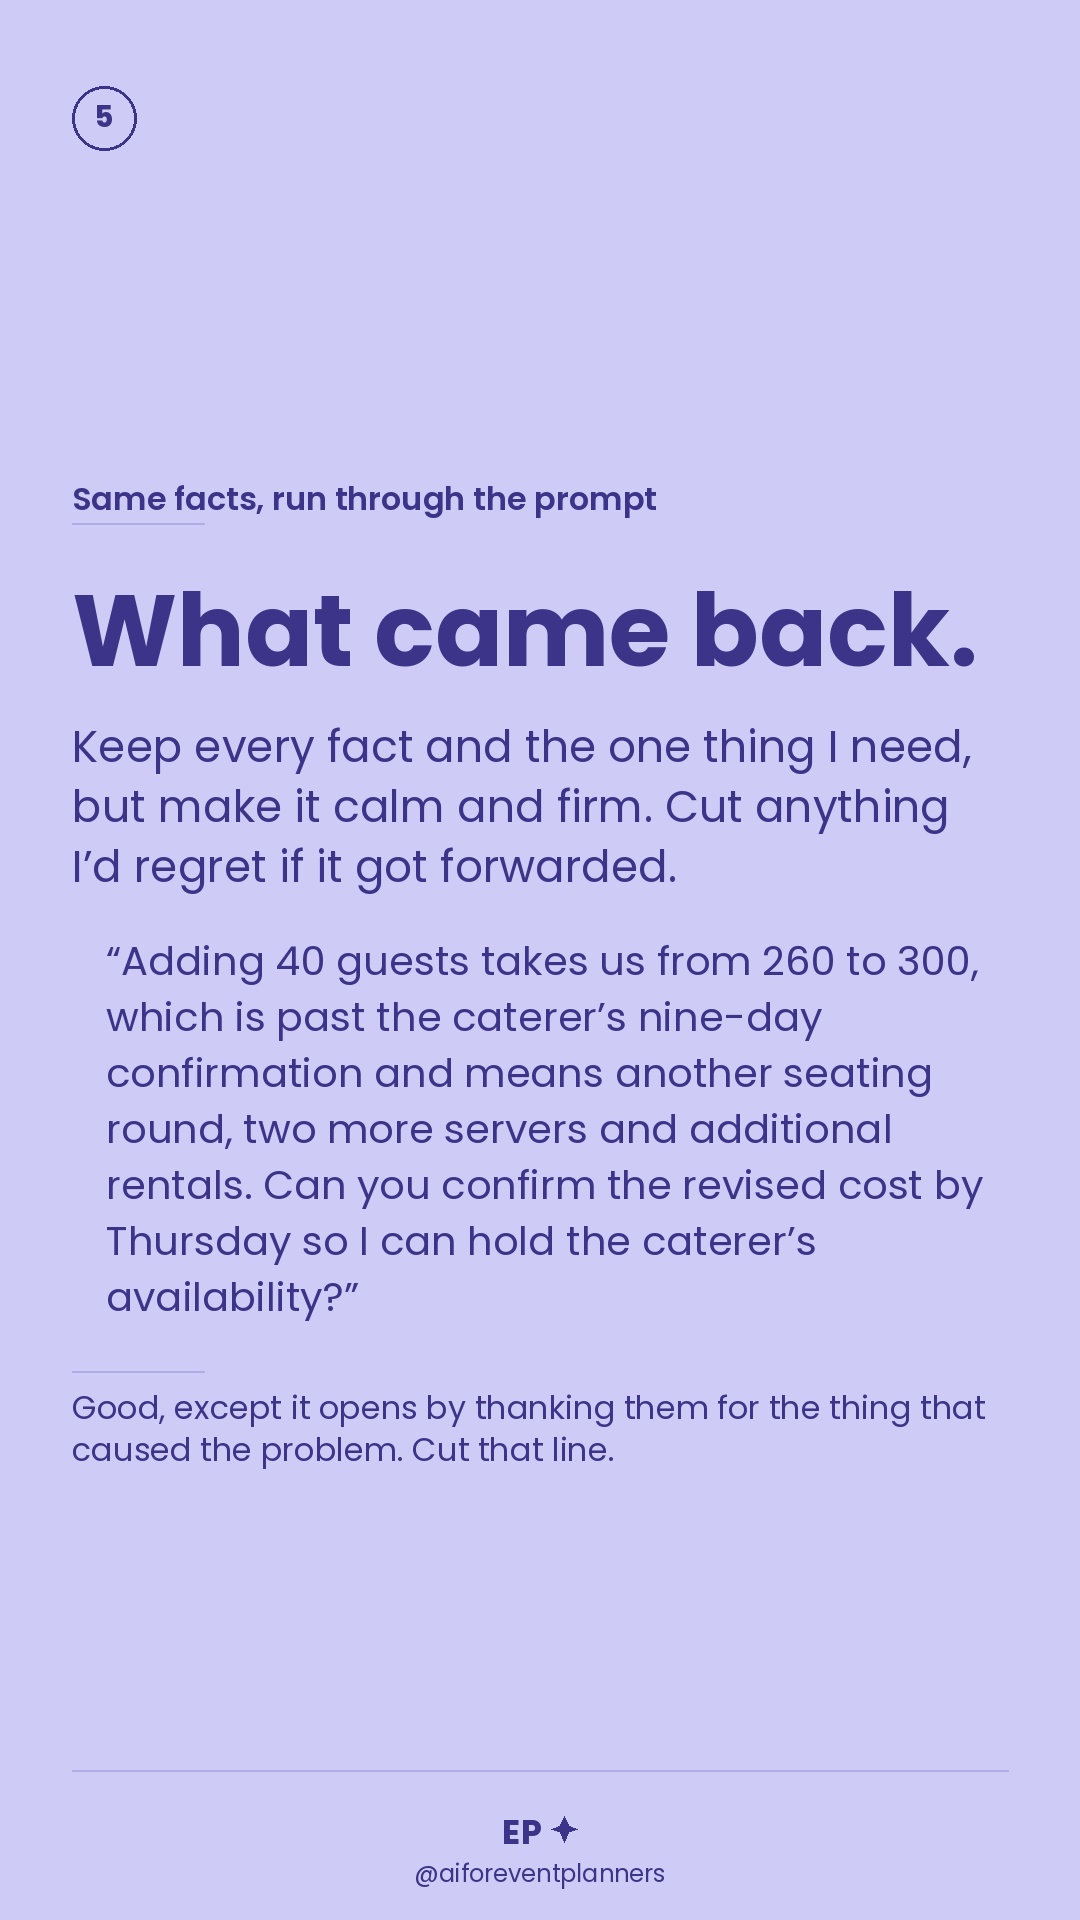 5
Same facts, run through the prompt
What came back.
Keep every fact and the one thing I need,
but make it calm and firm. Cut anything
I’d regret if it got forwarded.
“Adding 40 guests takes us from 260 to 300,
which is past the caterer’s nine-day
confirmation and means another seating
round, two more servers and additional
rentals. Can you confirm the revised cost by
Thursday so I can hold the caterer’s
availability?”
Good, except it opens by thanking them for the thing that
caused the problem. Cut that line.
EP
@aiforeventplanners